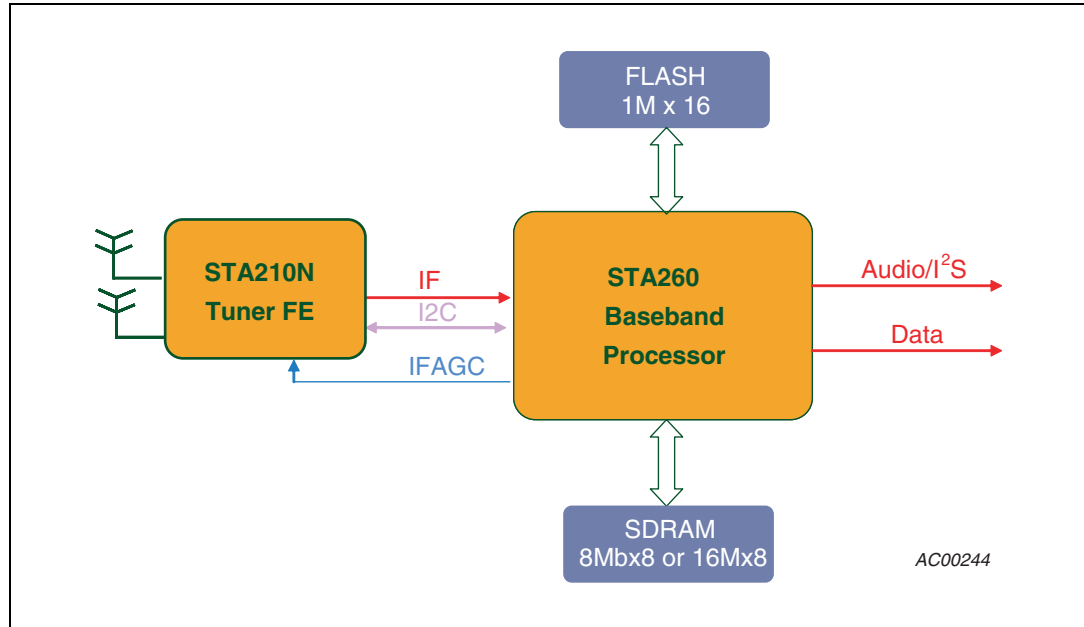 FLASH
1M x 16
STA210N
Tuner FE
IF
I2C
IFAGC
STA260
Baseband
Processor
Audio/I²S
Data
SDRAM
8Mbx8 or 16Mx8
AC00244